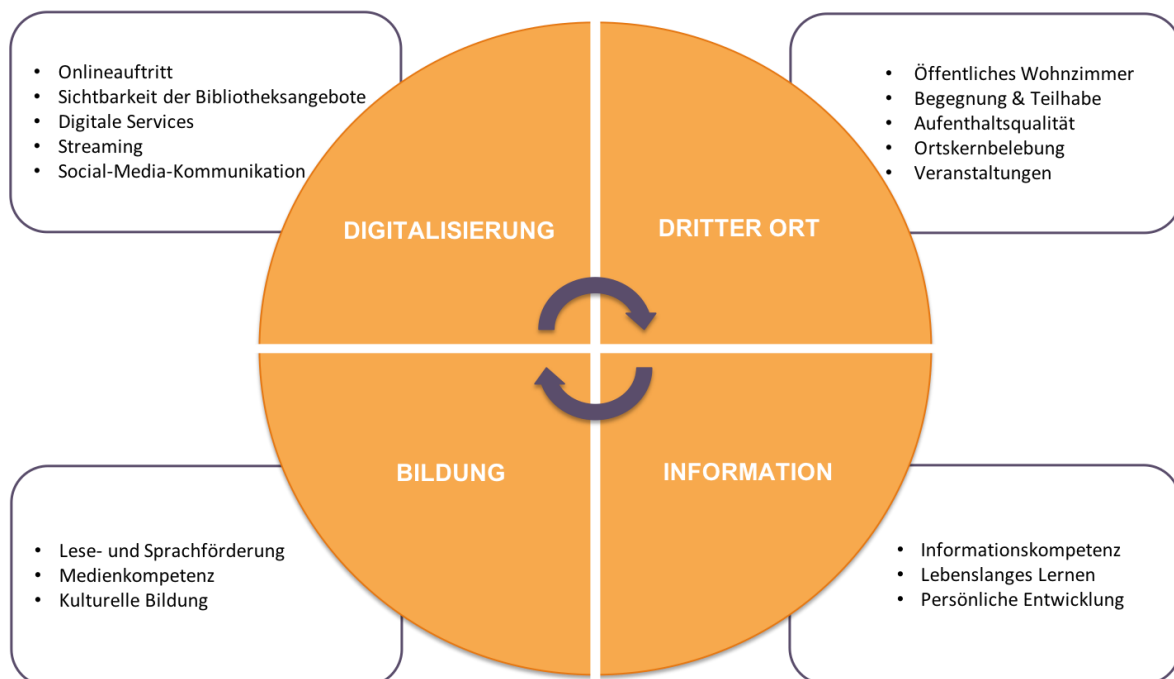 • Onlineauftritt
• Sichtbarkeit der Bibliotheksangebote
• Digitale Services
• Streaming
• Social-Media-Kommunikation
• Öffentliches Wohnzimmer
• Begegnung & Teilhabe
• Aufenthaltsqualität
• Ortskernbelebung
• Veranstaltungen
DIGITALISIERUNG
DRITTER ORT
BILDUNG
INFORMATION
• Lese- und Sprachförderung
• Medienkompetenz
• Kulturelle Bildung
• Informationskompetenz
• Lebenslanges Lernen
• Persönliche Entwicklung